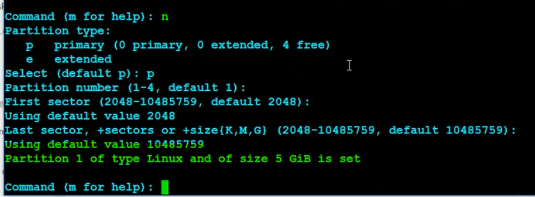 Command (m for help): n
Partition type:
   p   primary (0 primary, 0 extended, 4 free)
   e   extended
Select (default p): p
Partition number (1-4, default 1):
First sector (2048-10485759, default 2048):
Using default value 2048
Last sector, +sectors or +size{K,M,G} (2048-10485759, default 10485759):
Using default value 10485759
Partition 1 of type Linux and of size 5 GiB is set
Command (m for help):